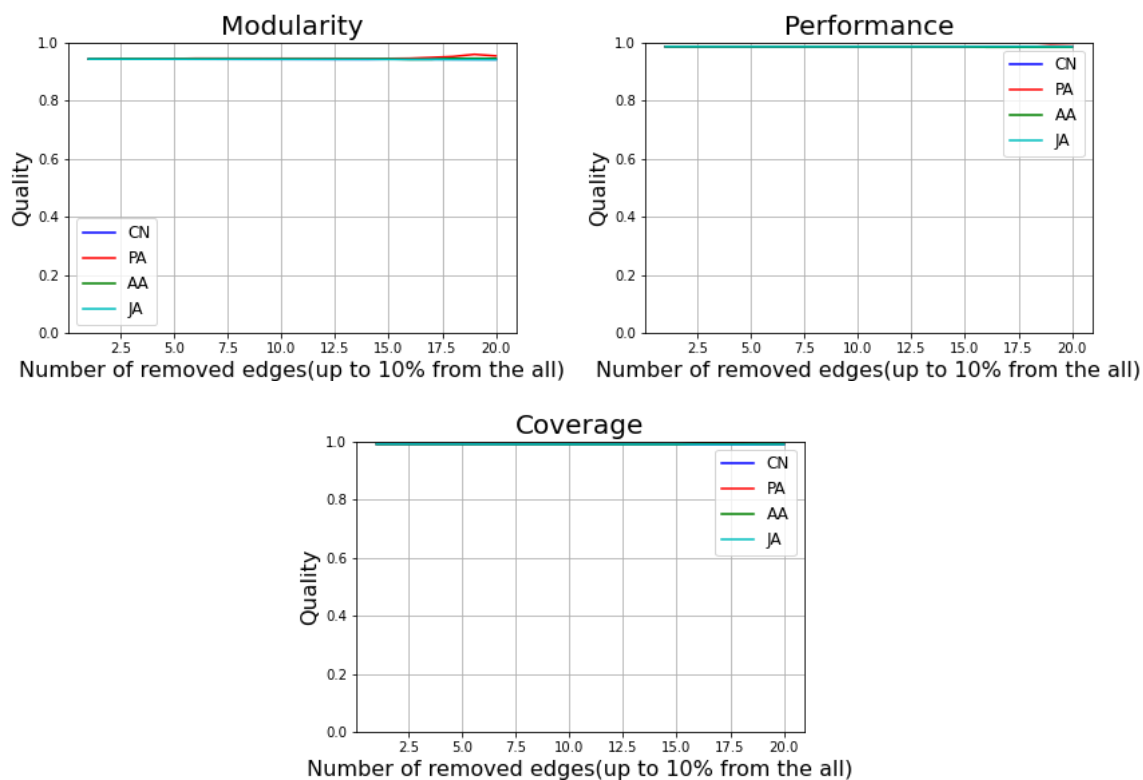 Modularity
Quality
1.0
0.8
0.6
0.4
0.2
0.0
CN
PA
AA
JA
2.5 5.0 7.5 10.0 12.5 15.0 17.5 20.0
Number of removed edges(up to 10% from the all)
Performance
Quality
1.0
0.8
0.6
0.4
0.2
0.0
CN
PA
AA
JA
2.5 5.0 7.5 10.0 12.5 15.0 17.5 20.0
Number of removed edges(up to 10% from the all)
Coverage
Quality
1.0
0.8
0.6
0.4
0.2
0.0
CN
PA
AA
JA
2.5 5.0 7.5 10.0 12.5 15.0 17.5 20.0
Number of removed edges(up to 10% from the all)